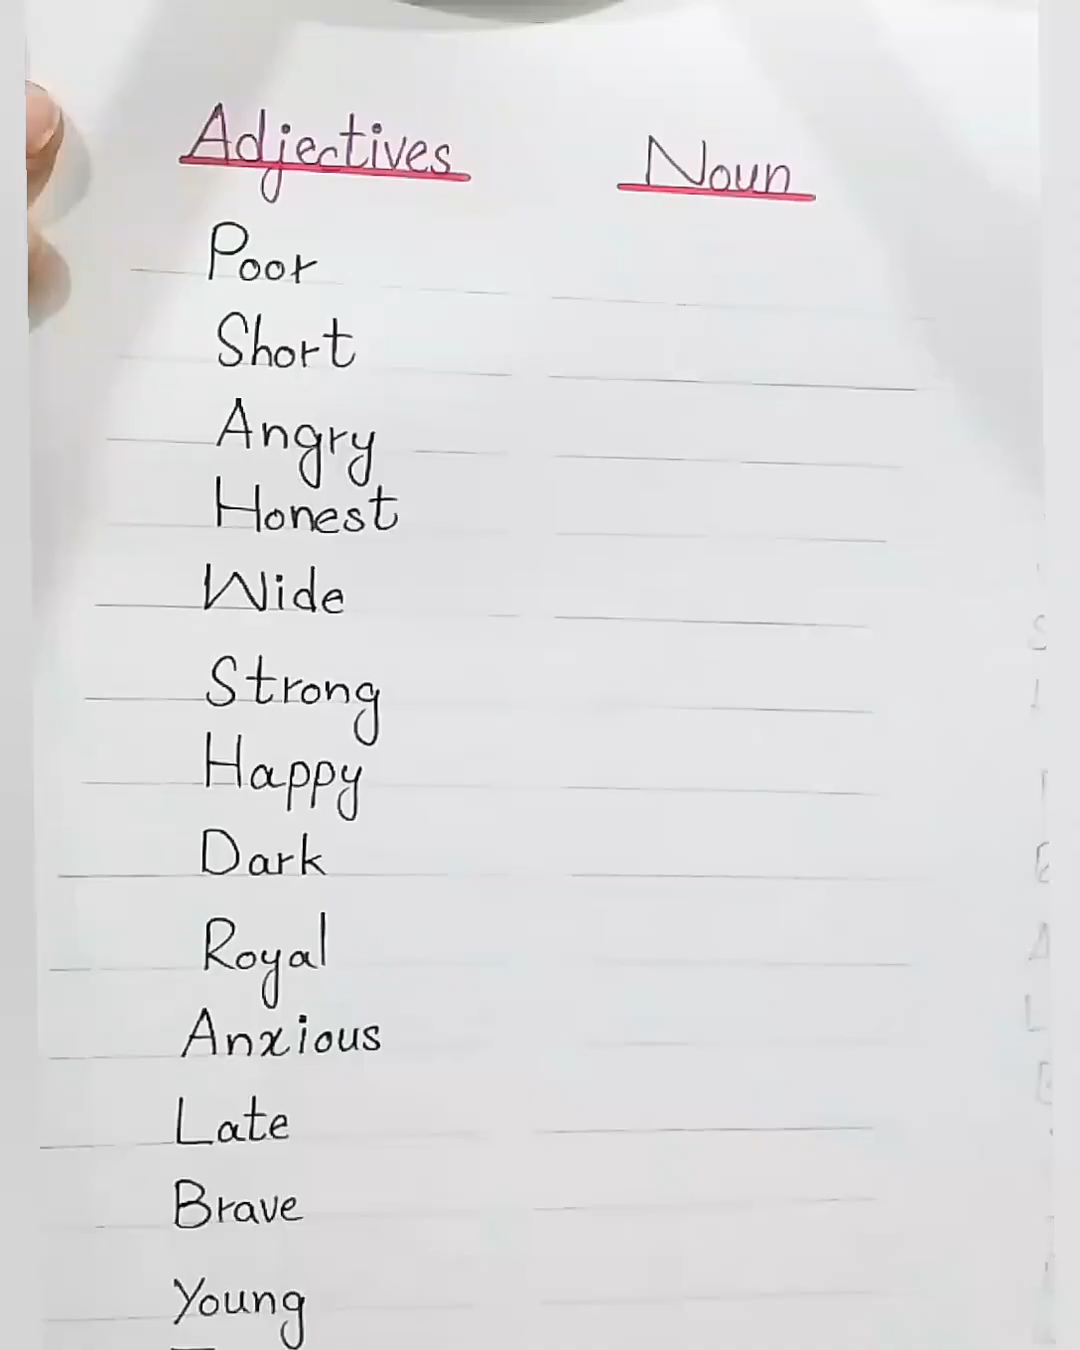 Adjectives Noun
Poor
Short
Angry
Honest
Wide
Strong
Happy
Dark
Royal
Anxious
Late
Brave
Young